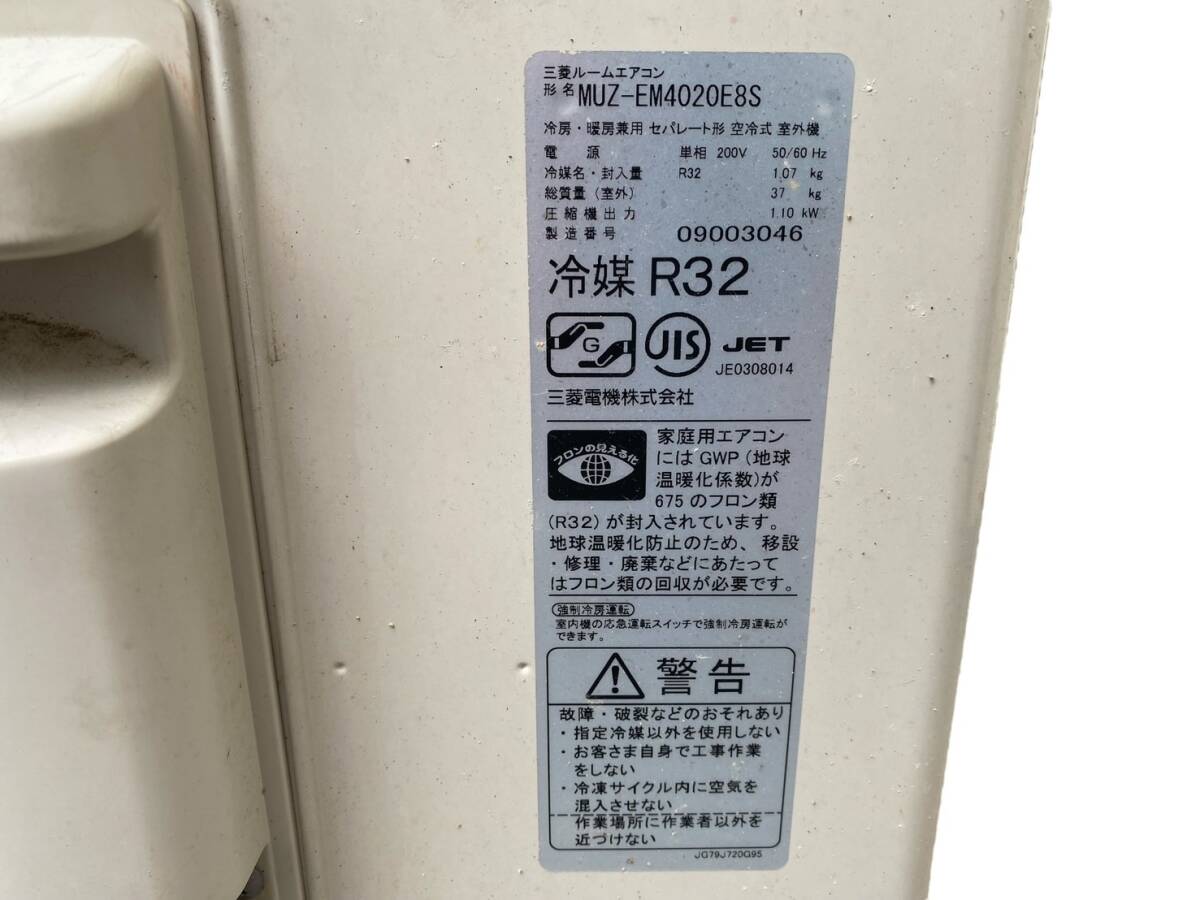 三菱ルームエアコン
形名 MUZ-EM4020E8S
冷房・暖房兼用 セパレート形 空冷式 室外機
電源 単相 200V 50/60 Hz
冷媒名・封入量 R32 1.07 kg
総質量（室外） 37 kg
圧縮機出力 1.10 kW
製造番号 09003046
冷媒 R32
G JIS JET
JE0308014
三菱電機株式会社
フロンの見える化
家庭用エアコン
には GWP（地球
温暖化係数)が
675 のフロン類
(R32) が封入されています。
地球温暖化防止のため、移設
・修理・廃棄などにあたって
はフロン類の回収が必要です。
強制冷房運転
室内機の応急運転スイッチで強制冷房運転が
できます。
警告
故障・破裂などのおそれあり
・指定冷媒以外を使用しない
・お客さま自身で工事作業
をしない
・冷凍サイクル内に空気を
混入させない
作業場所に作業者以外を
近づけない
JG79J720G95